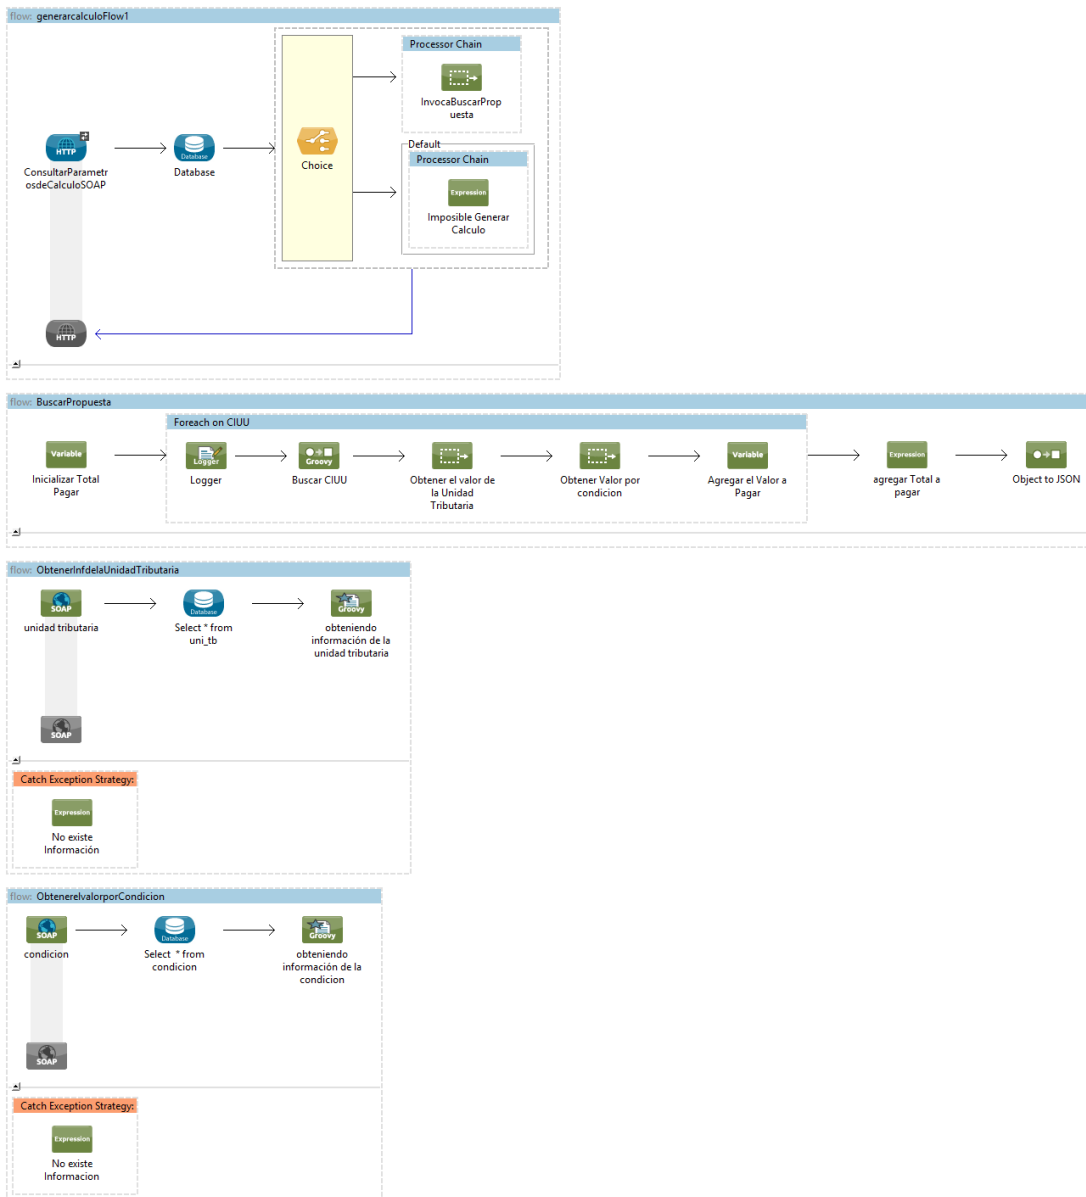 flow: generarcalculoFlow1
Processor Chain
InvocaBuscarProp
uesta
HTTP
ConsultarParametr
osdeCalculoSOAP
Database
Database
Choice
Default
Processor Chain
Expression
Imposible Generar
Calculo
HTTP
flow: BuscarPropuesta
Foreach on CIUU
Variable
Inicializar Total
Pagar
Logger
Logger
Groovy
Buscar CIUU
Obtener el valor de
la Unidad
Tributaria
Obtener Valor por
condicion
Variable
Agregar el Valor a
Pagar
Expression
agregar Total a
pagar
Object to JSON
flow: ObtenerInfdelaUnidadTributaria
SOAP
unidad tributaria
Database
Select * from
uni_tb
Groovy
obteniendo
información de la
unidad tributaria
SOAP
Catch Exception Strategy:
Expression
No existe
Información
flow: ObtenerelvalorporCondicion
SOAP
condicion
Database
Select * from
condicion
Groovy
obteniendo
información de la
condicion
SOAP
Catch Exception Strategy:
Expression
No existe
Informacion